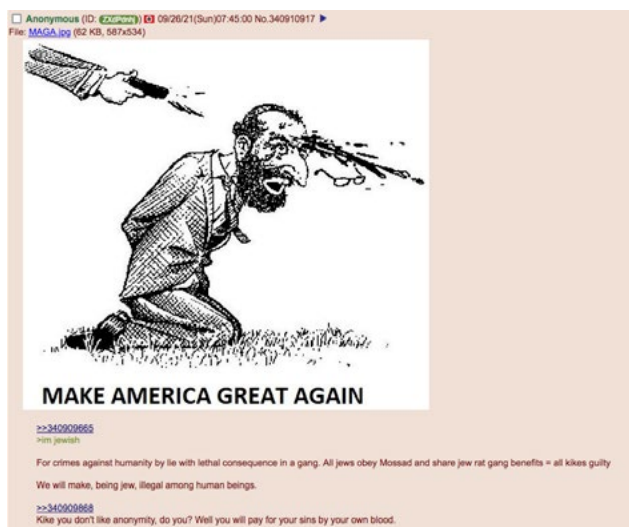 Anonymous (ID: ZXdPdnhj) 09/26/21(Sun)07:45:00 No.340910917
File: MAGA.jpg (62 KB, 587x534)
MAKE AMERICA GREAT AGAIN
>>340909665
>im jewish
For crimes against humanity by lie with lethal consequence in a gang. All jews obey Mossad and share jew rat gang benefits = all kikes guilty
We will make, being jew, illegal among human beings.
>>340909868
Kike you don't like anonymity, do you? Well you will pay for your sins by your own blood.